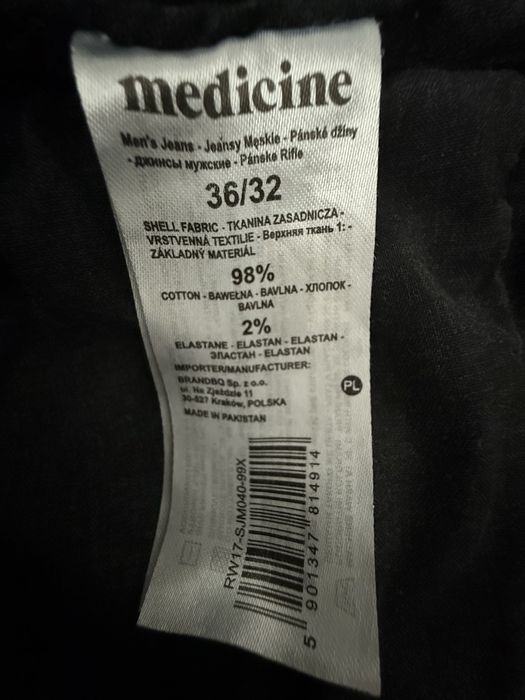 medicine
Men's Jeans - Jeansy Męskie - Pánské džíny
- джинсы мужские - Pánske Rifle
36/32
SHELL FABRIC - TKANINA ZASADNICZA -
VRSTVENNÁ TEXTILIE - Верхняя ткань 1: -
ZÁKLADNÝ MATERIÁL
98%
COTTON - BAWEŁNA - BAVLNA - ХЛОПОК -
BAVLNA
2%
ELASTANE - ELASTAN - ELASTAN -
ЭЛАСТАН - ELASTAN
IMPORTER/MANUFACTURER:
BRANDBQ Sp. z o.o.
ul. Na Zjeździe 11
30-527 Kraków, POLSKA
MADE IN PAKISTAN
PL
RW17-SJM040-99X
5 901347 814914